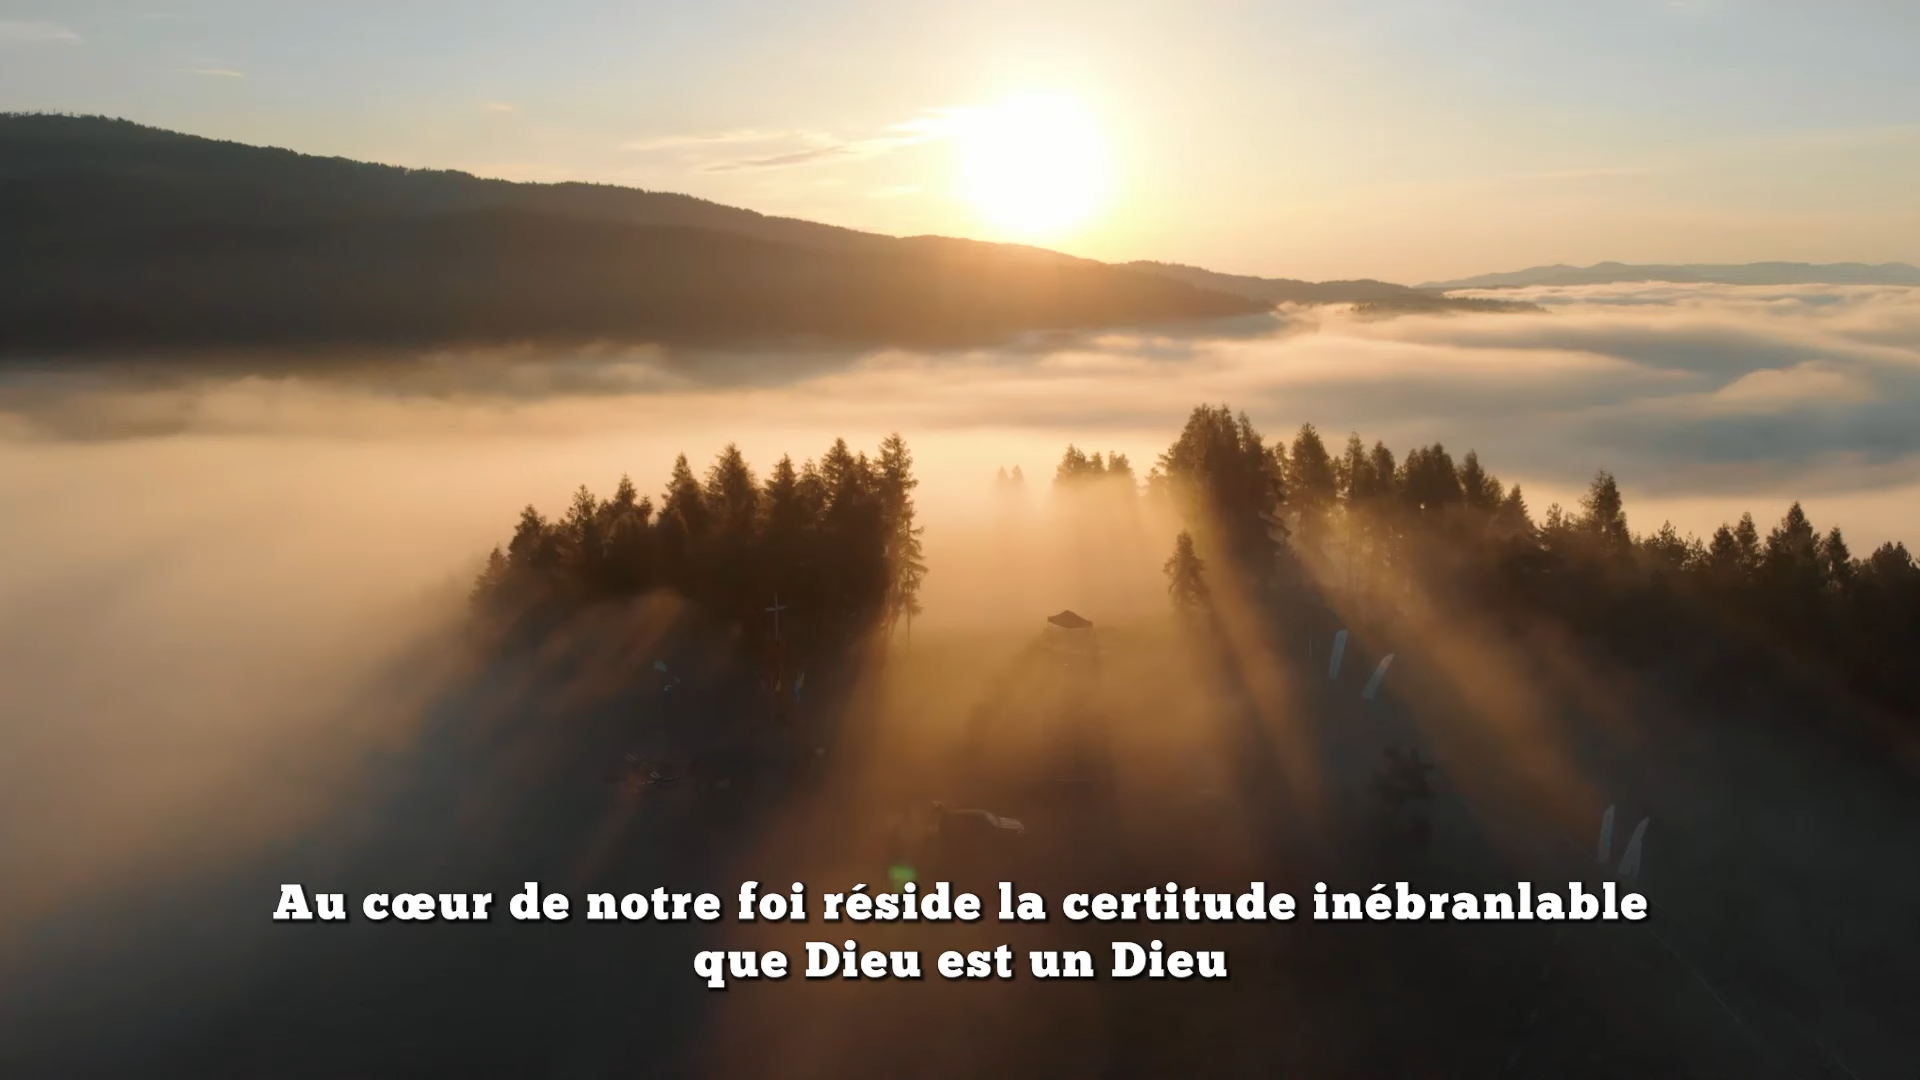 Au cœur de notre foi réside la certitude inébranlable
que Dieu est un Dieu